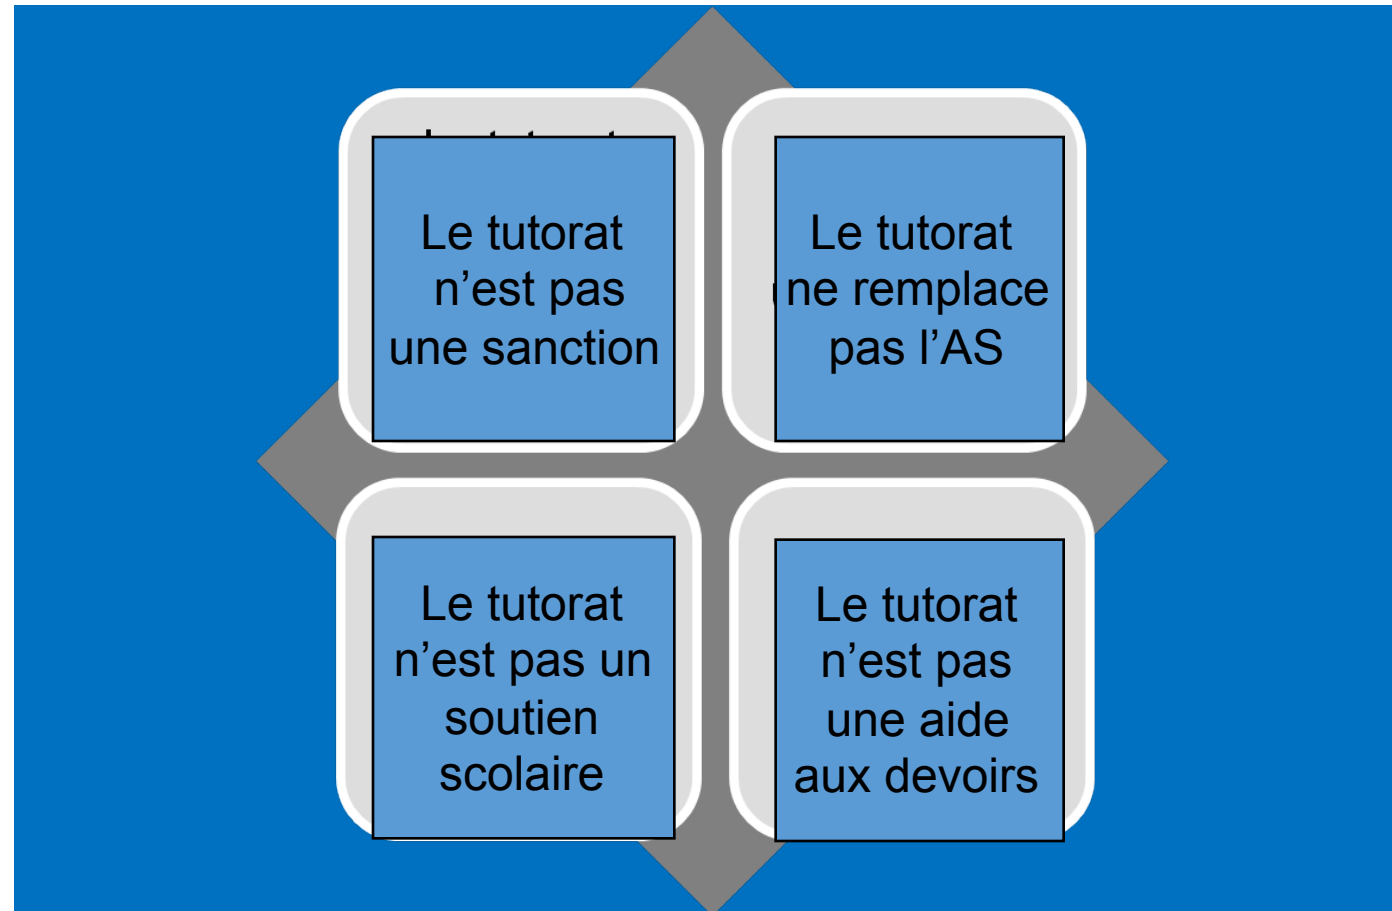 Le tutorat
n’est pas
une sanction
Le tutorat
ne remplace
pas l’AS
Le tutorat
n’est pas un
soutien
scolaire
Le tutorat
n’est pas
une aide
aux devoirs